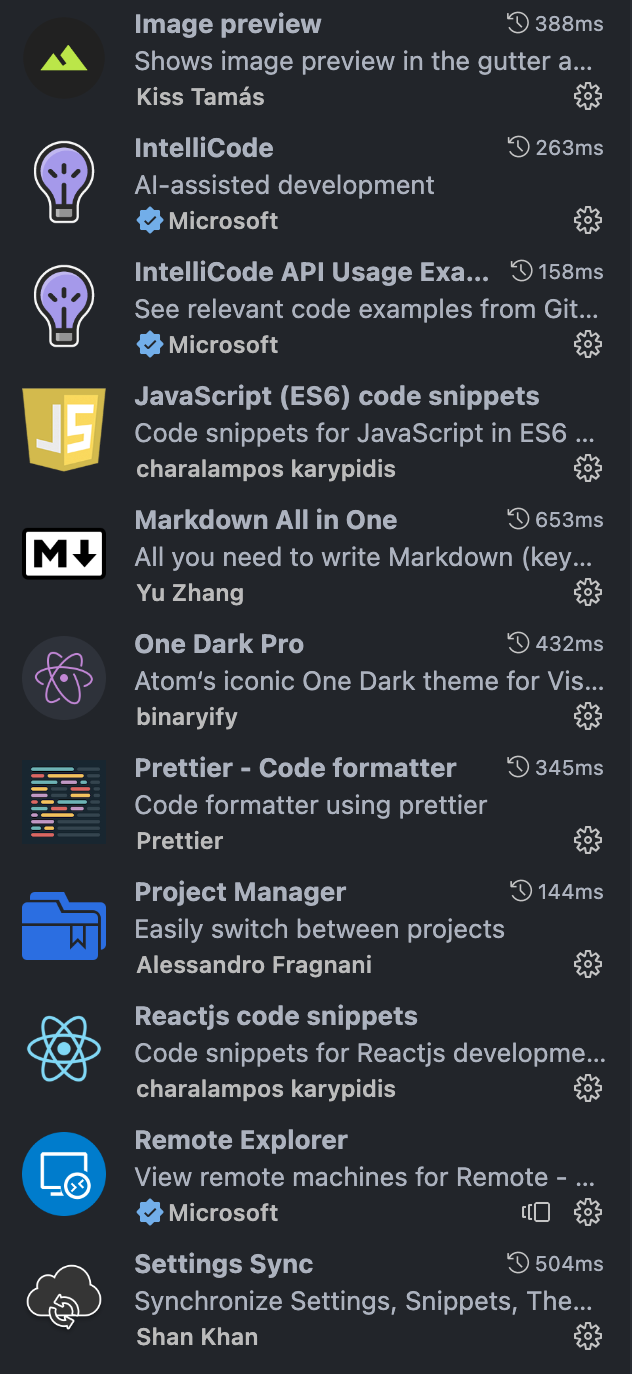 Image preview 388ms
Shows image preview in the gutter a...
Kiss Tamás
IntelliCode 263ms
AI-assisted development
Microsoft
IntelliCode API Usage Exa... 158ms
See relevant code examples from Git...
Microsoft
JavaScript (ES6) code snippets
JS
Code snippets for JavaScript in ES6 ...
charalampos karypidis
Markdown All in One 653ms
M
All you need to write Markdown (key...
Yu Zhang
One Dark Pro 432ms
Atom‘s iconic One Dark theme for Vis...
binaryify
Prettier - Code formatter 345ms
Code formatter using prettier
Prettier
Project Manager 144ms
Easily switch between projects
Alessandro Fragnani
Reactjs code snippets
Code snippets for Reactjs developme...
charalampos karypidis
Remote Explorer
View remote machines for Remote - ...
Microsoft
Settings Sync 504ms
Synchronize Settings, Snippets, The...
Shan Khan